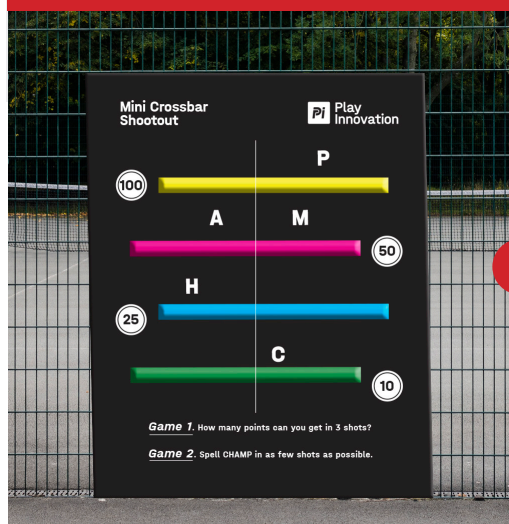 Mini Crossbar
Shootout
Pi Play
Innovation
P
100
A M
50
H
25
C
10
Game 1. How many points can you get in 3 shots?
Game 2. Spell CHAMP in as few shots as possible.